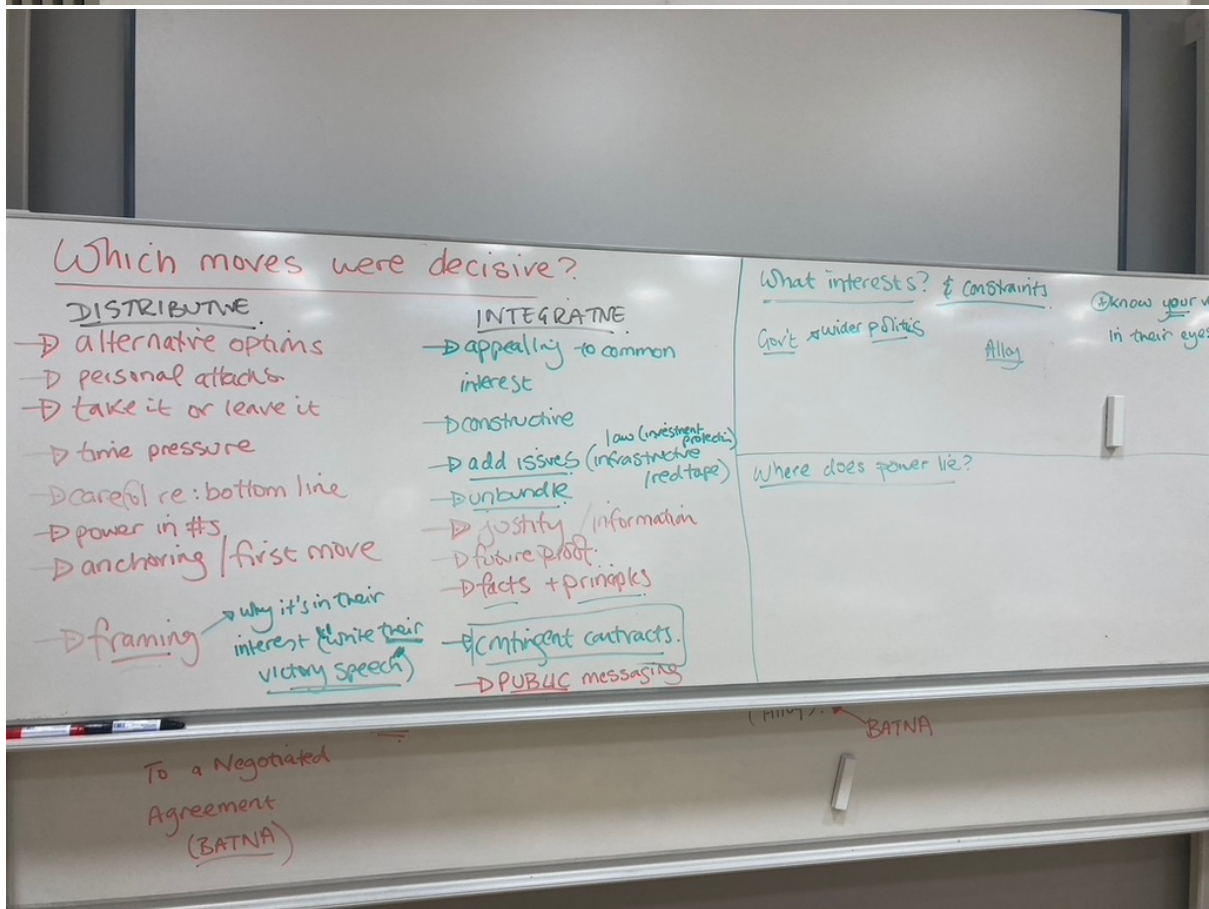 Which moves were decisive?
DISTRIBUTIVE
alternative options
personal attacks
take it or leave it
time pressure
careful re: bottom line
power in #s
anchoring / first move
framing
why it's in their
interest ("write their
victory speech")
INTEGRATIVE
appealing to common
interest
constructive
add issues (infrastructure
/red tape)
law (investment
protection)
unbundle
justify / information
future proof
facts + principles
contingent contracts.
PUBLIC messaging
What interests? & constraints
Gov't
wider politics
Alloy
know your
in their eyes
Where does power lie?
To a Negotiated
Agreement
(BATNA)
BATNA